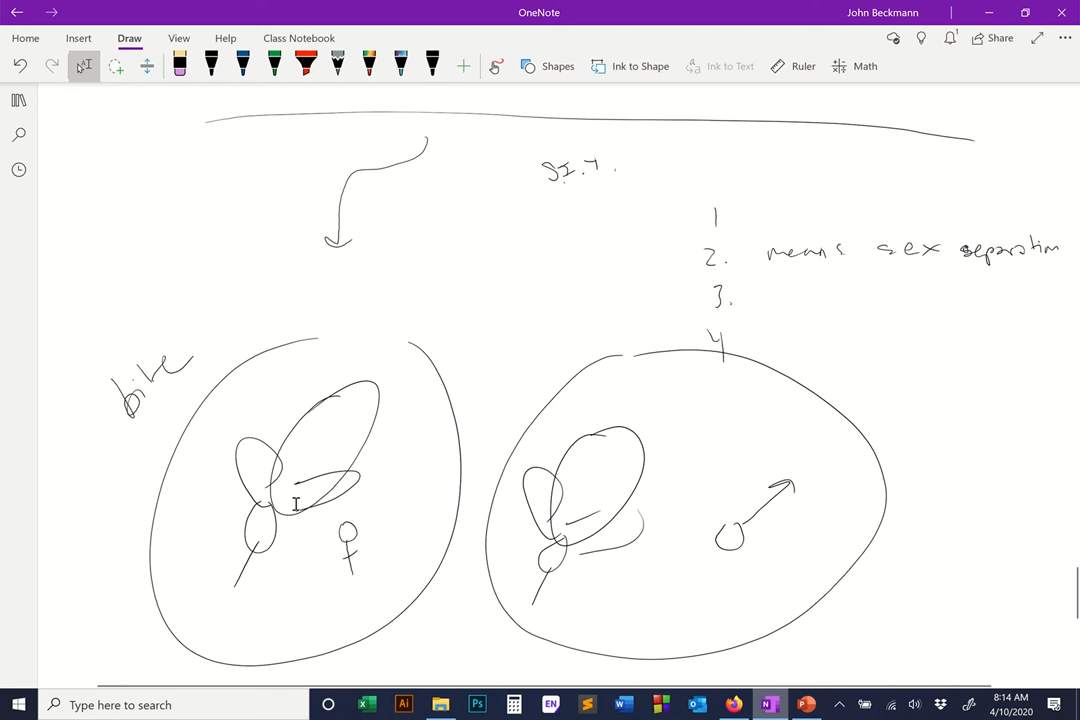 OneNote
John Beckmann
Home Insert Draw View Help Class Notebook
Share
Shapes Ink to Shape Ink to Text Ruler Math
S.I.T.
1
2. means sex separation
3.
4
bite
Type here to search
8:14 AM
4/10/2020